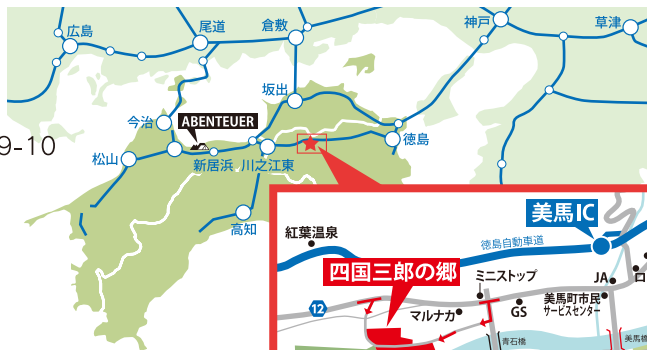 広島
尾道
倉敷
神戸
草津
坂出
今治
ABENTEUER
徳島
9-10
松山
新居浜
川之江東
高知
美馬IC
紅葉温泉
徳島自動車道
四国三郎の郷
ミニストップ
JA
ロ
12
マルナカ
GS
美馬町市民
サービスセンター
青石橋
美馬橋